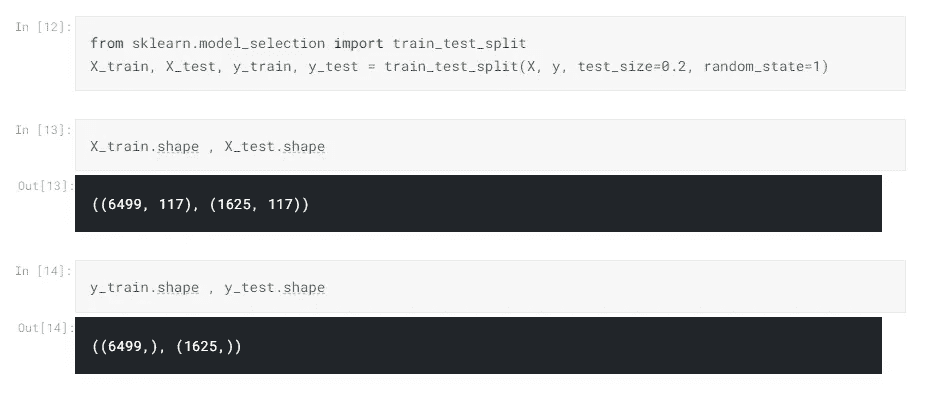 In [12]:
from sklearn.model_selection import train_test_split
X_train, X_test, y_train, y_test = train_test_split(X, y, test_size=0.2, random_state=1)
In [13]:
X_train.shape , X_test.shape
Out[13]:
((6499, 117), (1625, 117))
In [14]:
y_train.shape , y_test.shape
Out[14]:
((6499,), (1625,))